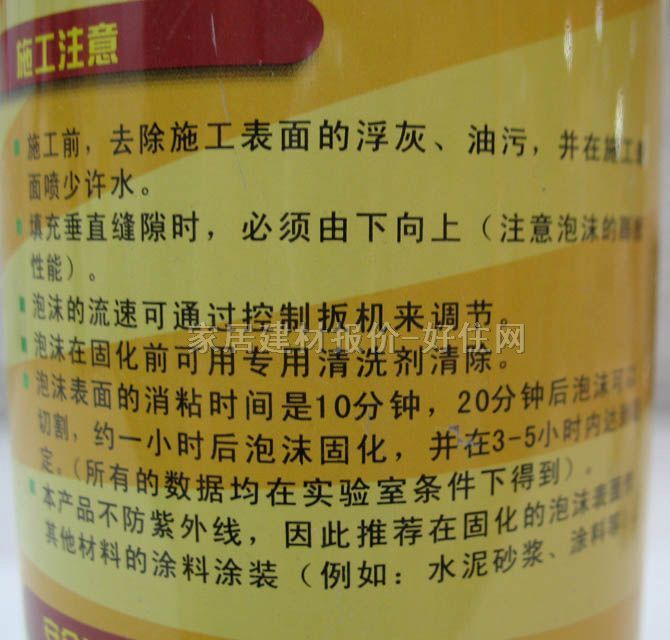 施工注意
施工前，去除施工表面的浮灰、油污，并在施工表
面喷少许水。
填充垂直缝隙时，必须由下向上（注意泡沫的膨胀
性能）。
泡沫的流速可通过控制扳机来调节。
家居建材报价-好住网
泡沫在固化前可用专用清洗剂清除。
泡沫表面的消粘时间是10分钟，20分钟后泡沫可以
切割，约一小时后泡沫固化，并在3-5小时内达到
定。（所有的数据均在实验室条件下得到）。
本产品不防紫外线，因此推荐在固化的泡沫表面
其他材料的涂料涂装（例如：水泥砂浆、涂料等